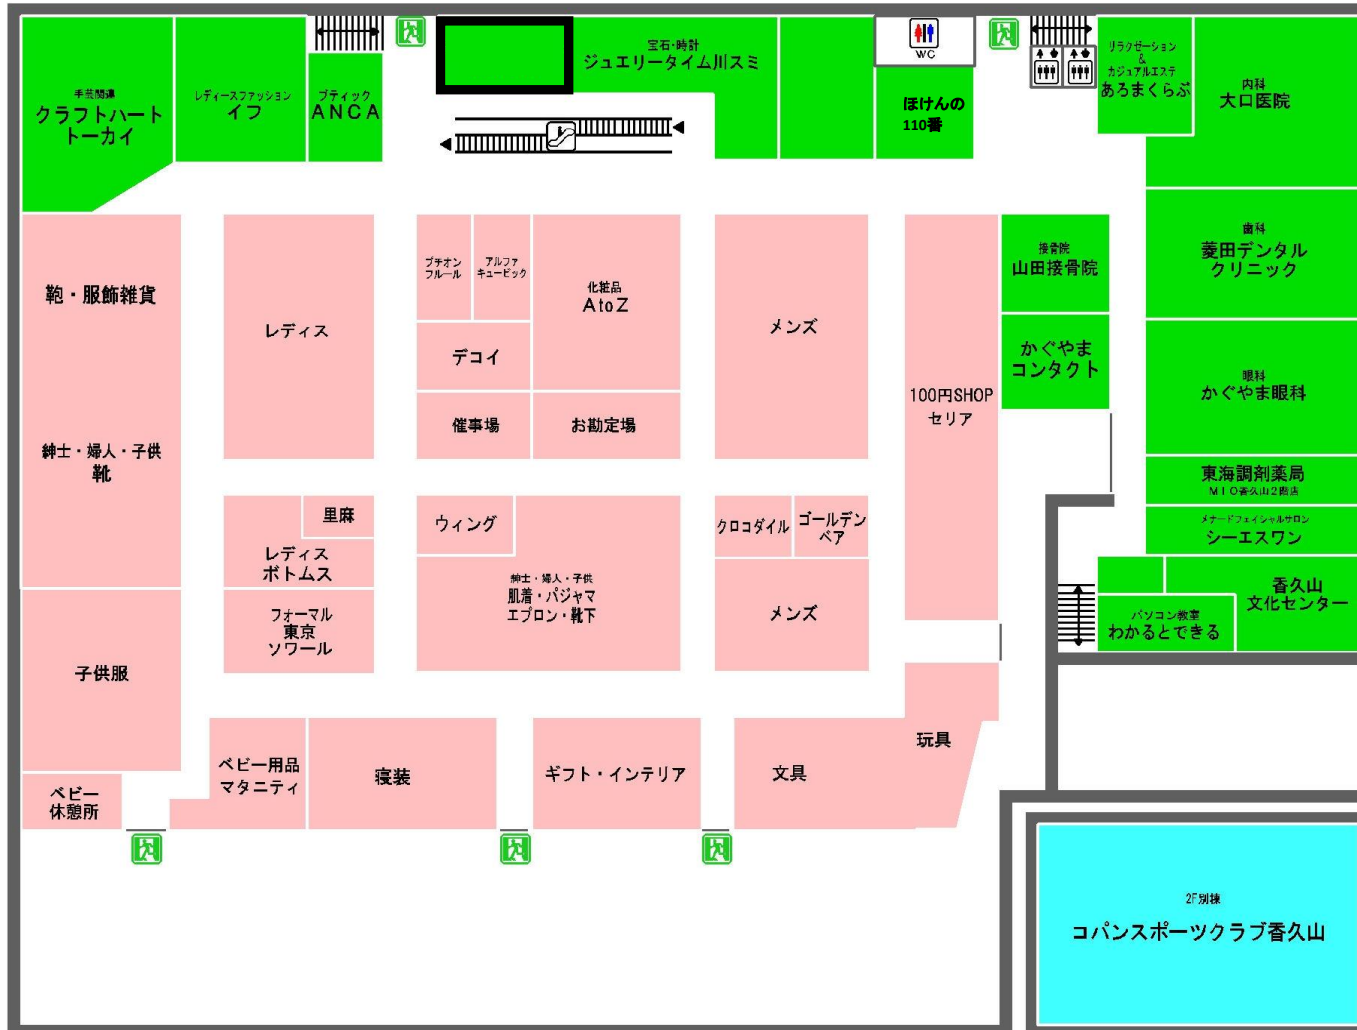 手芸関連
クラフトハート
トーカイ
レディースファッション
イフ
ブティック
ANCA
宝石・時計
ジュエリータイム川スミ
WC
ほけんの
110番
リラクゼーション
&
カジュアルエステ
あろまくらぶ
内科
大口医院
鞄・服飾雑貨
紳士・婦人・子供
靴
レディス
プチオン
フルール
アルファ
キュービック
化粧品
AtoZ
デコイ
催事場
お勘定場
メンズ
100円SHOP
セリア
接骨院
山田接骨院
かぐやま
コンタクト
歯科
菱田デンタル
クリニック
眼科
かぐやま眼科
東海調剤薬局
MIO香久山2階店
メナードフェイシャルサロン
シーエスワン
香久山
文化センター
パソコン教室
わかるとできる
里麻
レディス
ボトムス
フォーマル
東京
ソワール
ウィング
紳士・婦人・子供
肌着・パジャマ
エプロン・靴下
クロコダイル
ゴールデン
ベア
メンズ
子供服
ベビー
休憩所
ベビー用品
マタニティ
寝装
ギフト・インテリア
文具
玩具
2F別棟
コパンスポーツクラブ香久山